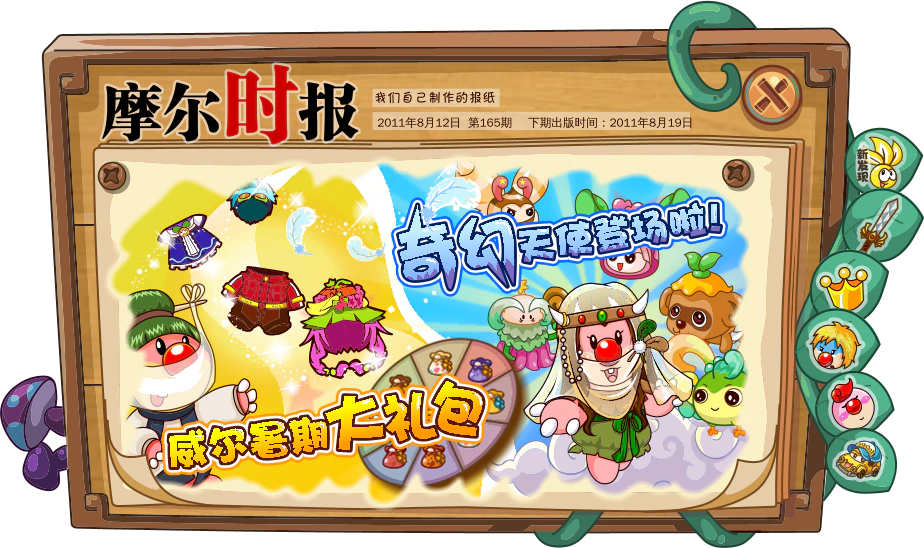 摩尔时报
我们自己制作的报纸
2011年8月12日 第165期 下期出版时间：2011年8月19日
新发现
奇幻天使登场啦!
威尔暑期大礼包